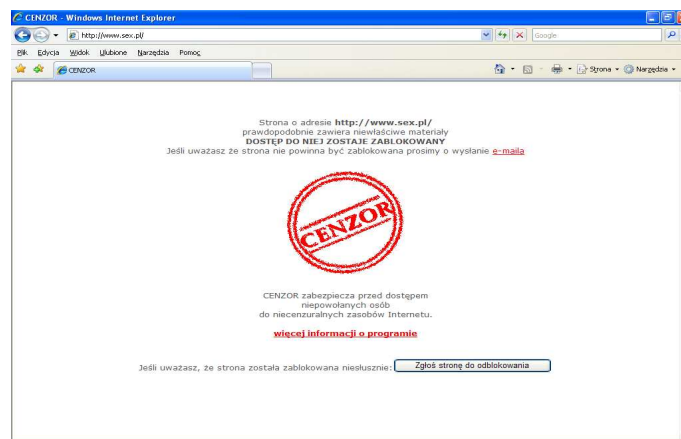 CENZOR - Windows Internet Explorer
http://www.sex.pl/
Google
Plik Edycja Widok Ulubione Narzędzia Pomoc
CENZOR
Strona Narzędzia
Strona o adresie http://www.sex.pl/
prawdopodobnie zawiera niewłaściwe materiały
DOSTĘP DO NIEJ ZOSTAJE ZABLOKOWANY
Jeśli uważasz że strona nie powinna być zablokowana prosimy o wysłanie e-maila
CENZOR
CENZOR zabezpiecza przed dostępem
niepowołanych osób
do niecenzuralnych zasobów Internetu.
więcej informacji o programie
Jeśli uważasz, że strona została zablokowana niesłusznie: Zgłoś stronę do odblokowania